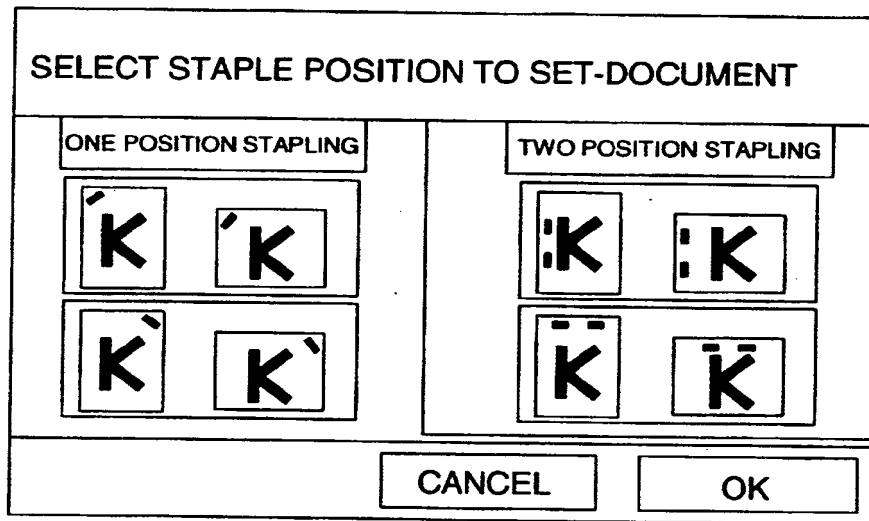 SELECT STAPLE POSITION TO SET-DOCUMENT
ONE POSITION STAPLING
TWO POSITION STAPLING
K K
K K
K K
K K
CANCEL
OK